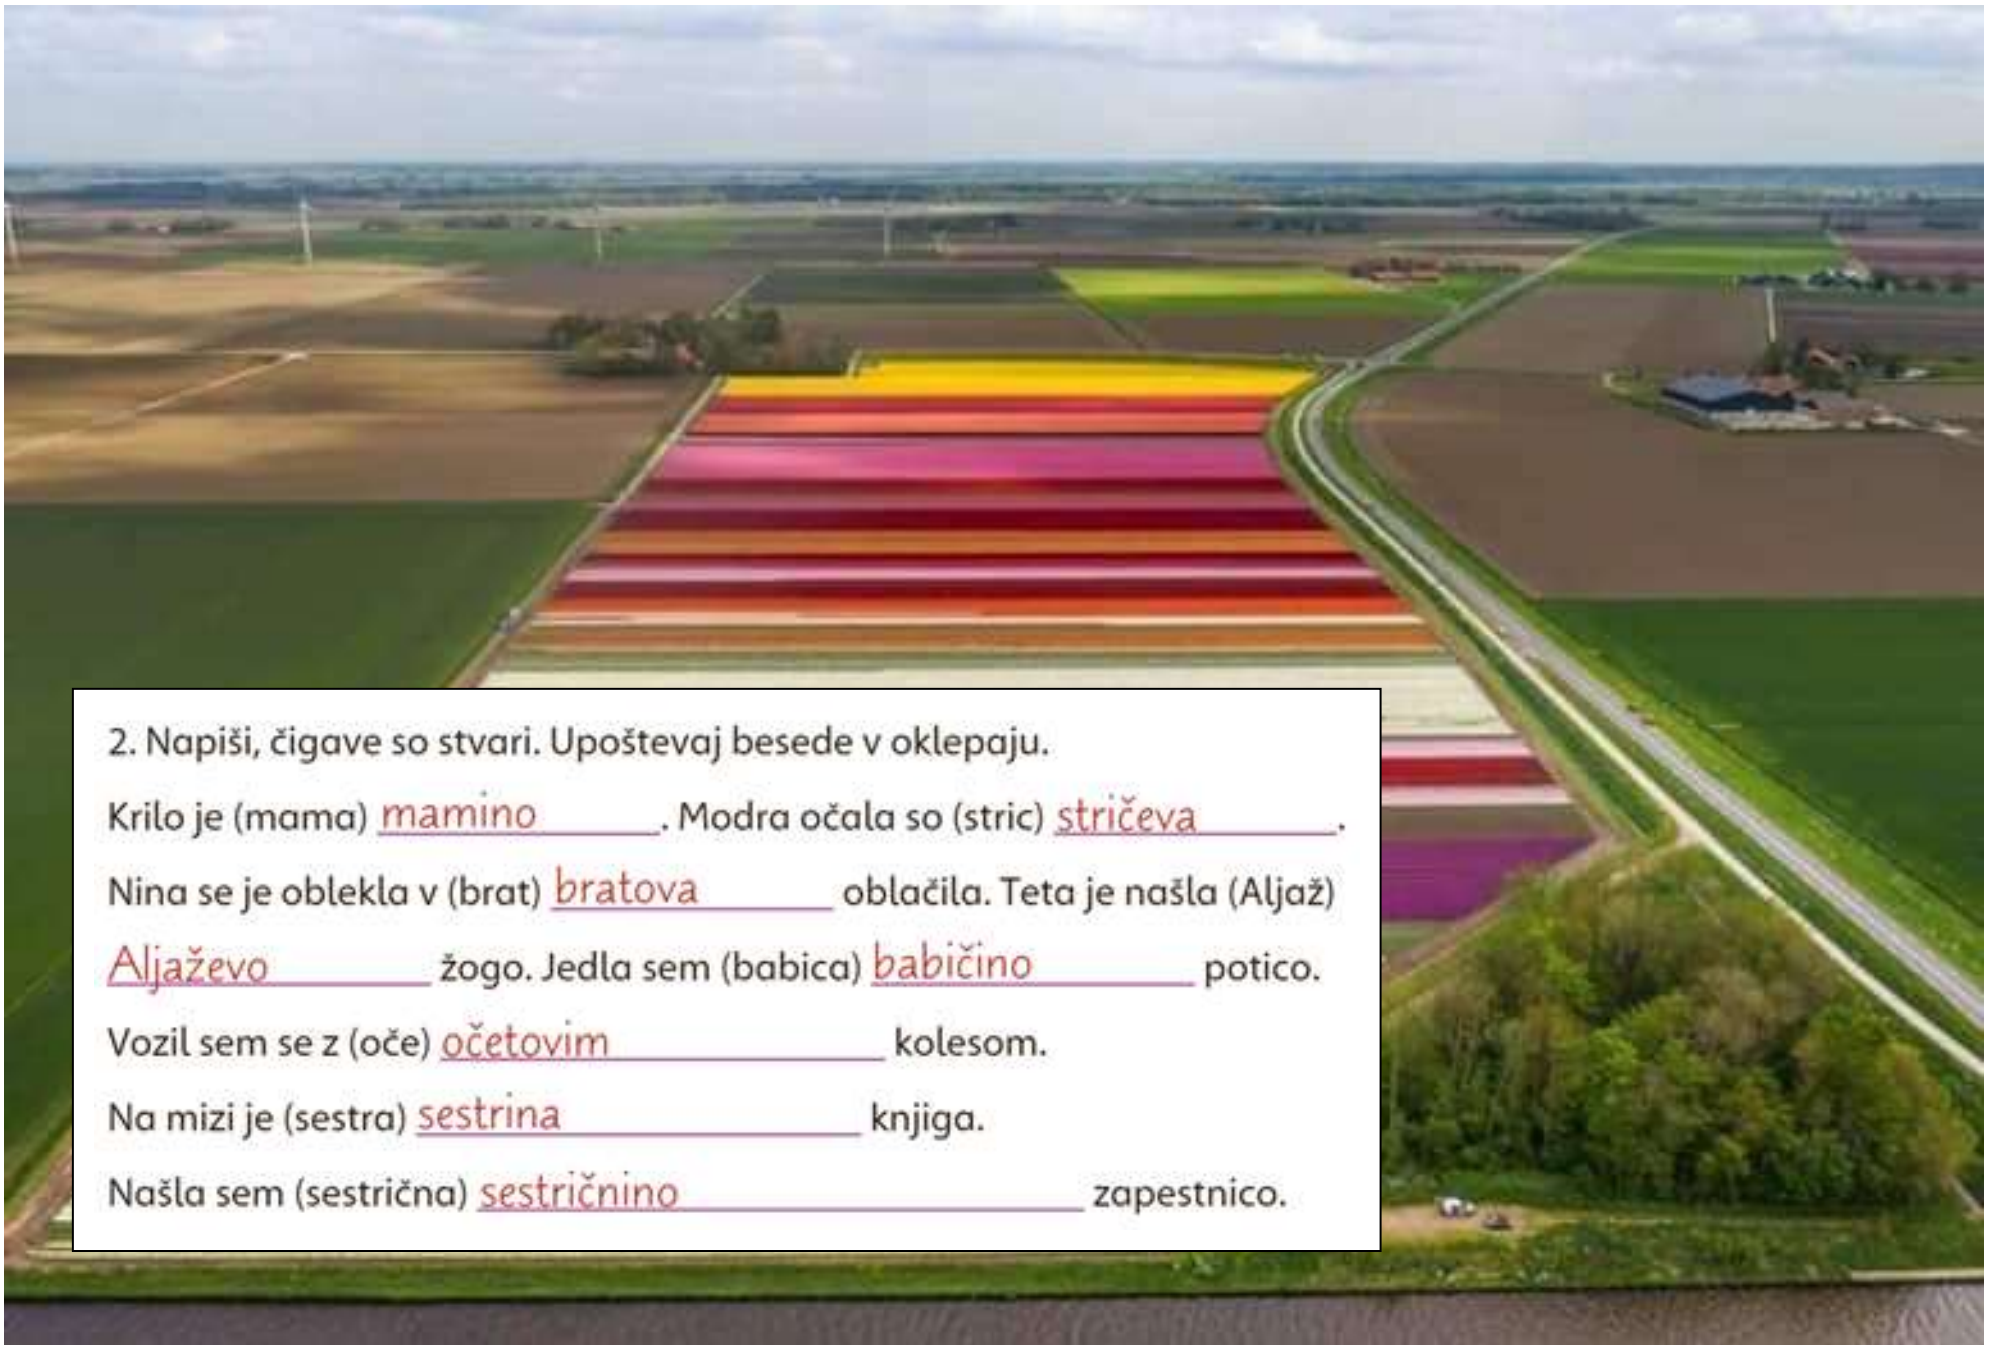 2. Napiši, čigave so stvari. Upoštevaj besede v oklepaju.
Krilo je (mama) mamino. Modra očala so (stric) stričeva.
Nina se je oblekla v (brat) bratova oblačila. Teta je našla (Aljaž)
Aljaževo žogo. Jedla sem (babica) babičino potico.
Vozil sem se z (oče) očetovim kolesom.
Na mizi je (sestra) sestrina knjiga.
Našla sem (sestrična) sestričnino zapestnico.